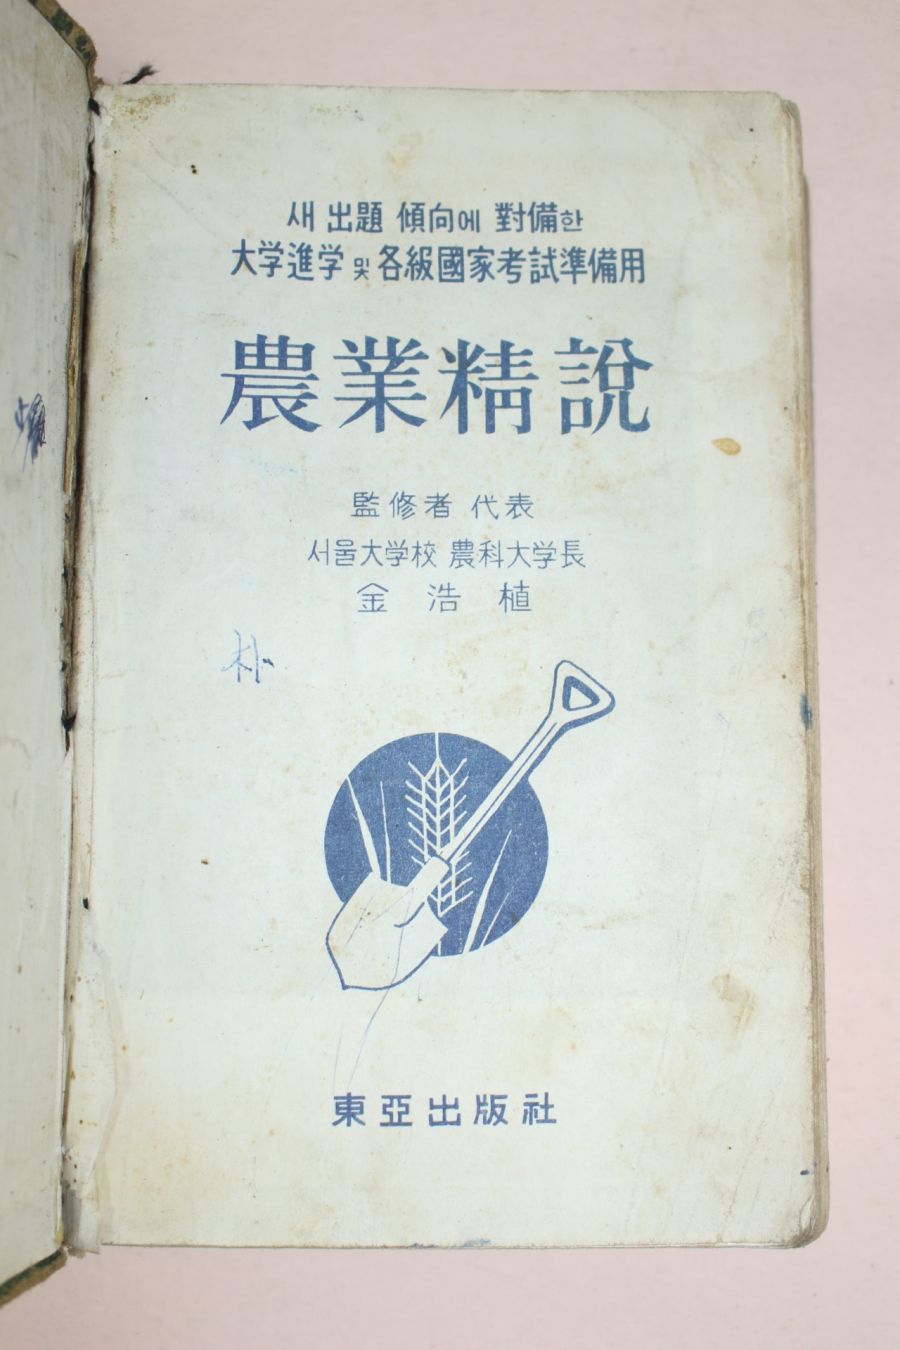 새 出題 傾向에 對備한
大学進学 및 各級國家考試準備用
農業精說
監修者 代表
서울大学校 農科大学長
金浩植
朴
東亞出版社